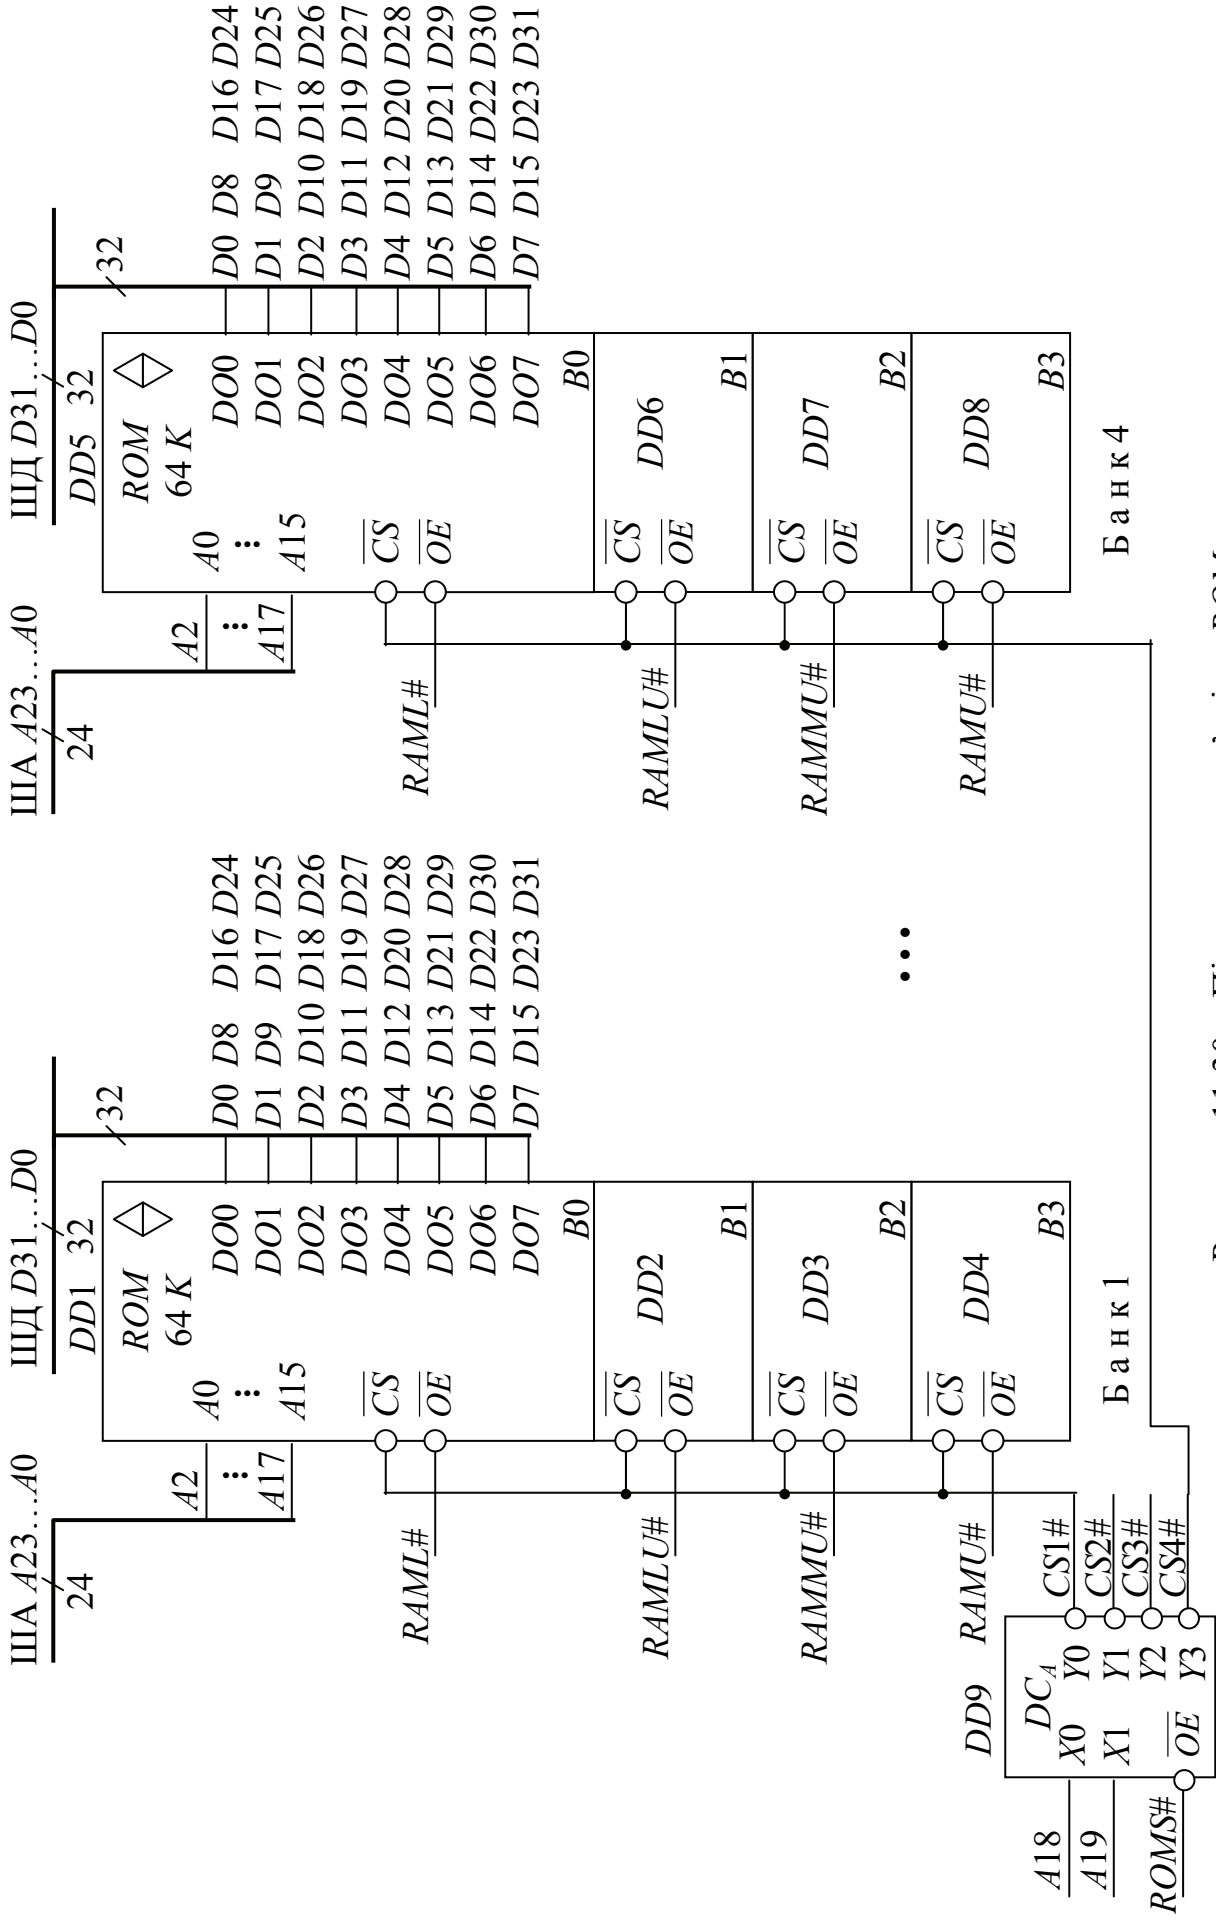 ША A23...A0
24
ШД D31...D0
32
DD1
32
A2
⋮
A17
A0
⋮
A15
ROM
64 K
DO0
DO1
DO2
DO3
DO4
DO5
DO6
DO7
D0 D8 D16 D24
D1 D9 D17 D25
D2 D10 D18 D26
D3 D11 D19 D27
D4 D12 D20 D28
D5 D13 D21 D29
D6 D14 D22 D30
D7 D15 D23 D31
RAML#
CS
OE
B0
RAMLU#
CS
OE
DD2
B1
RAMMU#
CS
OE
DD3
B2
RAMU#
CS
OE
DD4
B3
Банк 1
...
ША A23...A0
24
ШД D31...D0
32
DD5
32
A2
⋮
A17
A0
⋮
A15
ROM
64 K
DO0
DO1
DO2
DO3
DO4
DO5
DO6
DO7
D0 D8 D16 D24
D1 D9 D17 D25
D2 D10 D18 D26
D3 D11 D19 D27
D4 D12 D20 D28
D5 D13 D21 D29
D6 D14 D22 D30
D7 D15 D23 D31
RAML#
CS
OE
B0
RAMLU#
CS
OE
DD6
B1
RAMMU#
CS
OE
DD7
B2
RAMU#
CS
OE
DD8
B3
Банк 4
DD9
A18
A19
ROMS#
X0
X1
OE
DCA
Y0
Y1
Y2
Y3
CS1#
CS2#
CS3#
CS4#